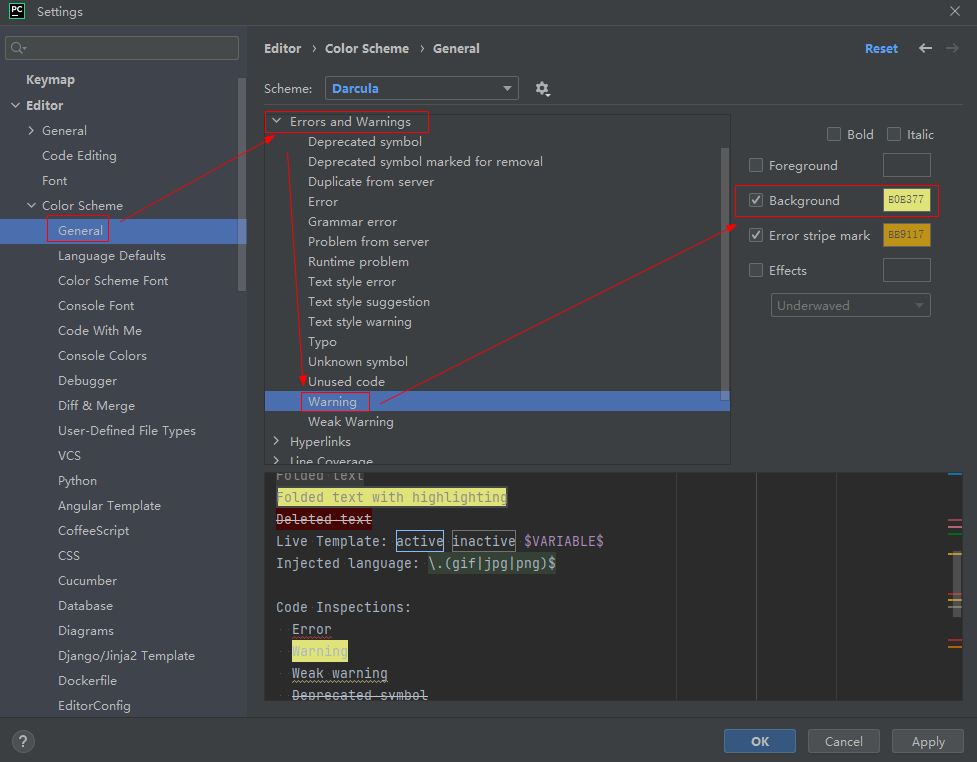 PC Settings
Editor › Color Scheme › General
Reset
Scheme: Darcula
Keymap
Editor
General
Code Editing
Font
Color Scheme
General
Language Defaults
Color Scheme Font
Console Font
Code With Me
Console Colors
Debugger
Diff & Merge
User-Defined File Types
VCS
Python
Angular Template
CoffeeScript
CSS
Cucumber
Database
Diagrams
Django/Jinja2 Template
Dockerfile
EditorConfig
Errors and Warnings
Deprecated symbol
Deprecated symbol marked for removal
Duplicate from server
Error
Grammar error
Problem from server
Runtime problem
Text style error
Text style suggestion
Text style warning
Typo
Unknown symbol
Unused code
Warning
Weak Warning
Hyperlinks
Line Coverage
Bold Italic
Foreground
Background E0E377
Error stripe mark BE9117
Effects
Underwaved
Folded text
Folded text with highlighting
Deleted text
Live Template: active inactive $VARIABLE$
Injected language: \.(gif|jpg|png)$
Code Inspections:
Error
Warning
Weak warning
Deprecated symbol
?
OK Cancel Apply